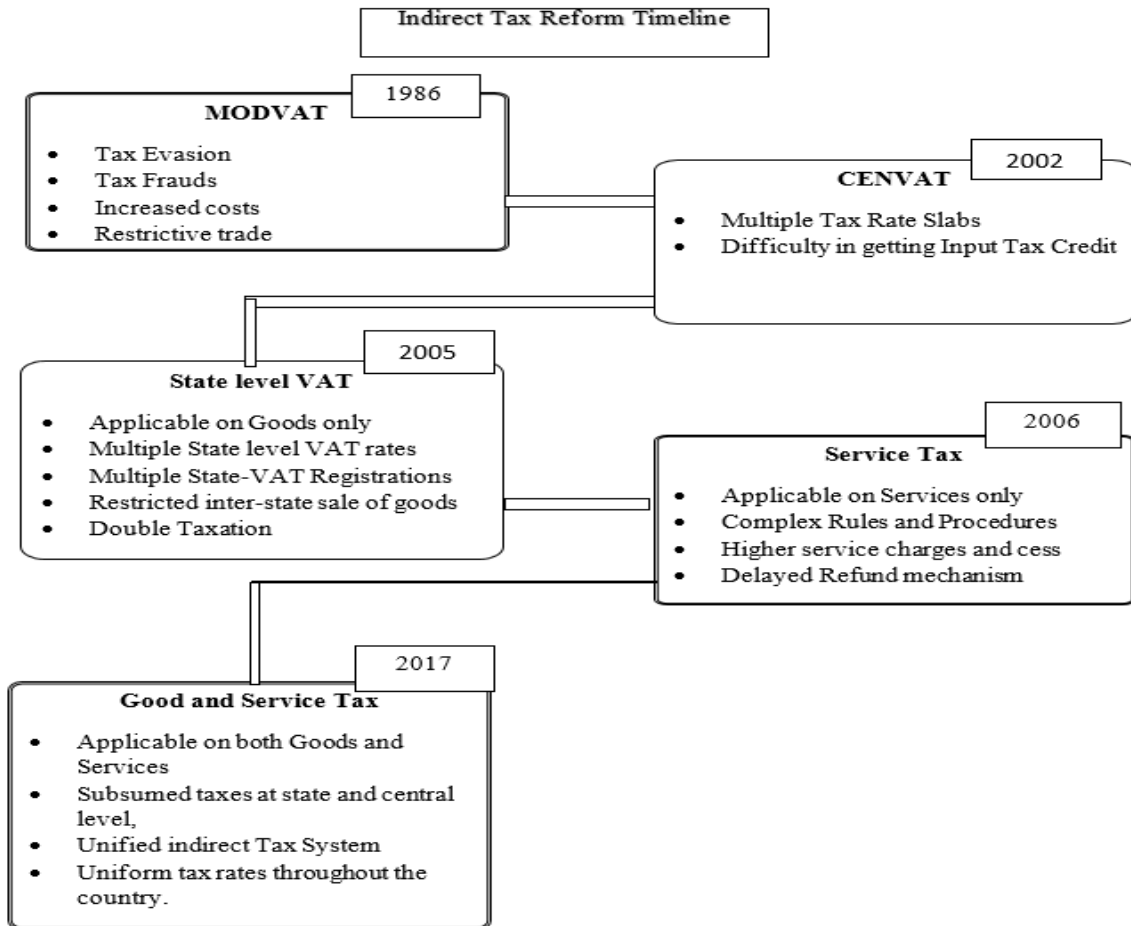 Indirect Tax Reform Timeline
1986
MODVAT
• Tax Evasion
• Tax Frauds
• Increased costs
• Restrictive trade
2002
CENVAT
• Multiple Tax Rate Slabs
• Difficulty in getting Input Tax Credit
2005
State level VAT
• Applicable on Goods only
• Multiple State level VAT rates
• Multiple State-VAT Registrations
• Restricted inter-state sale of goods
• Double Taxation
2006
Service Tax
• Applicable on Services only
• Complex Rules and Procedures
• Higher service charges and cess
• Delayed Refund mechanism
2017
Good and Service Tax
• Applicable on both Goods and
Services
• Subsumed taxes at state and central
level,
• Unified indirect Tax System
• Uniform tax rates throughout the
country.